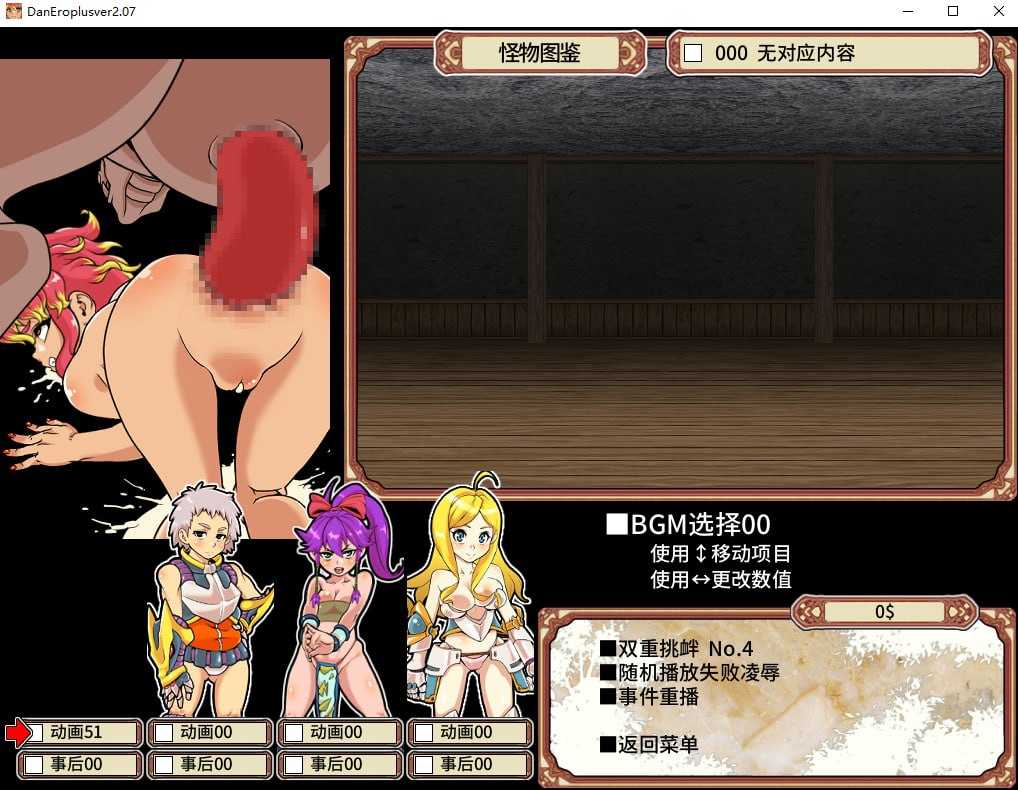 DanEroplusver2.07
怪物图鉴
000 无对应内容
■BGM选择00
使用↕移动项目
使用↔更改数值
0$
■双重挑衅 No.4
■随机播放失败凌辱
■事件重播
■返回菜单
动画51
动画00
动画00
动画00
事后00
事后00
事后00
事后00